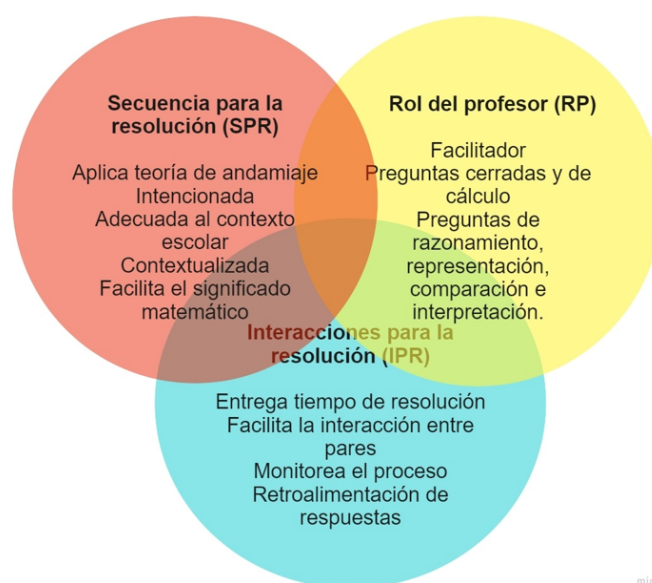 Secuencia para la
resolución (SPR)
Aplica teoría de andamiaje
Intencionada
Adecuada al contexto
escolar
Contextualizada
Facilita el significado
matemático
Rol del profesor (RP)
Facilitador
Preguntas cerradas y de
cálculo
Preguntas de
razonamiento,
representación,
comparación e
interpretación.
Interacciones para la
resolución (IPR)
Entrega tiempo de resolución
Facilita la interacción entre
pares
Monitorea el proceso
Retroalimentación de
respuestas